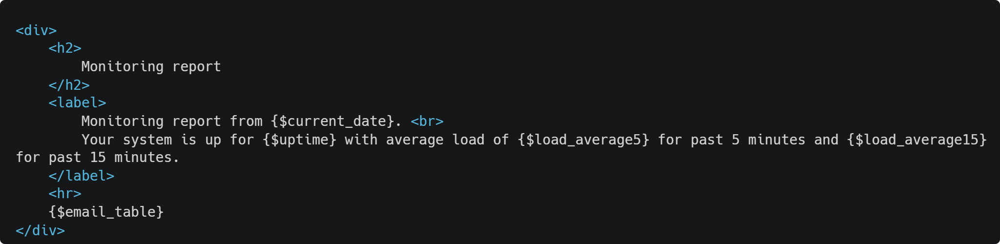 <div>
    <h2>
        Monitoring report
    </h2>
    <label>
        Monitoring report from {$current_date}. <br>
        Your system is up for {$uptime} with average load of {$load_average5} for past 5 minutes and {$load_average15}
for past 15 minutes.
    </label>
    <hr>
    {$email_table}
</div>